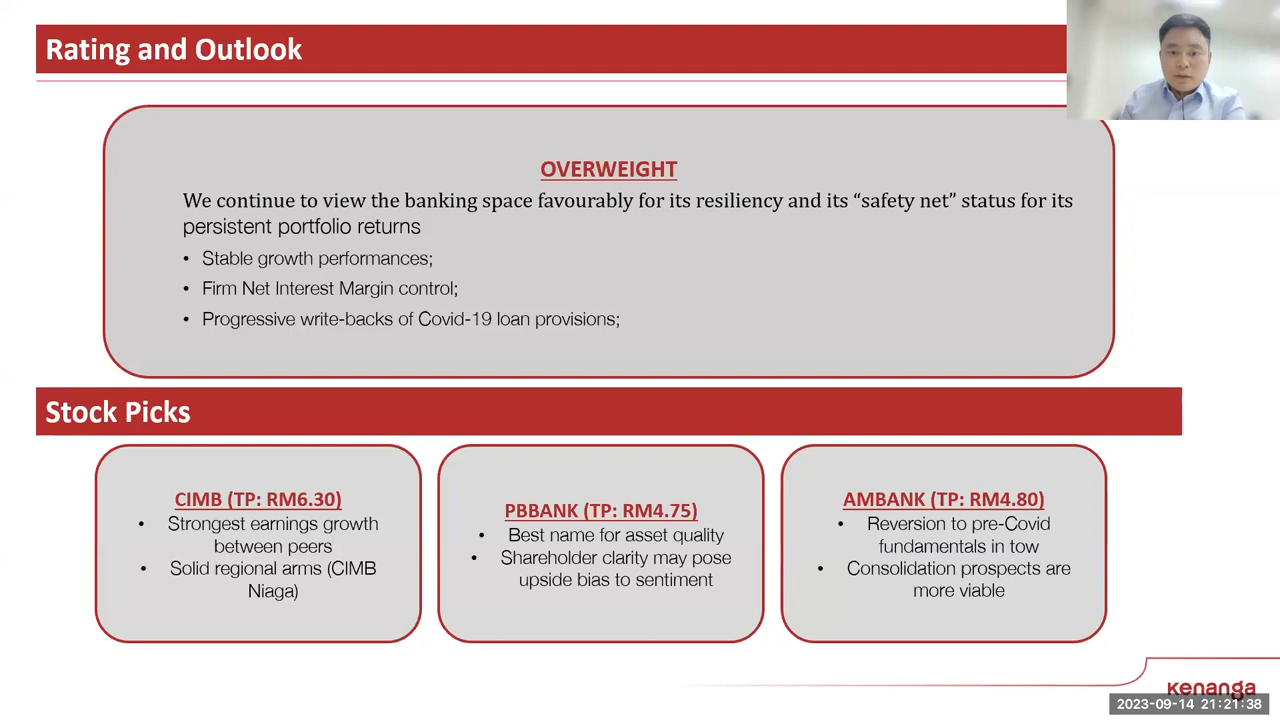 Rating and Outlook
OVERWEIGHT
We continue to view the banking space favourably for its resiliency and its “safety net” status for its
persistent portfolio returns
• Stable growth performances;
• Firm Net Interest Margin control;
• Progressive write-backs of Covid-19 loan provisions;
Stock Picks
CIMB (TP: RM6.30)
• Strongest earnings growth
between peers
• Solid regional arms (CIMB
Niaga)
PBBANK (TP: RM4.75)
• Best name for asset quality
• Shareholder clarity may pose
upside bias to sentiment
AMBANK (TP: RM4.80)
• Reversion to pre-Covid
fundamentals in tow
• Consolidation prospects are
more viable
kenanga
2023-09-14 21:21:38